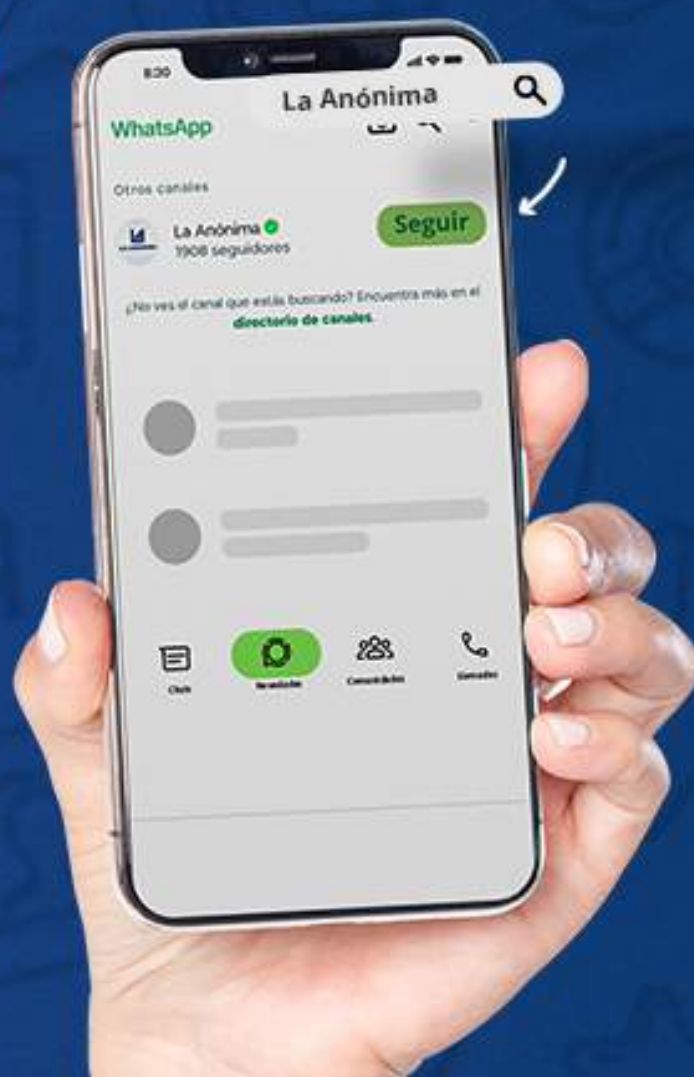 8:30
La Anónima
WhatsApp
Otros canales
La Anónima
1908 seguidores
Seguir
¿No ves el canal que estás buscando? Encuentra más en el
directorio de canales
Chats
Novedades
Comunidades
Llamadas